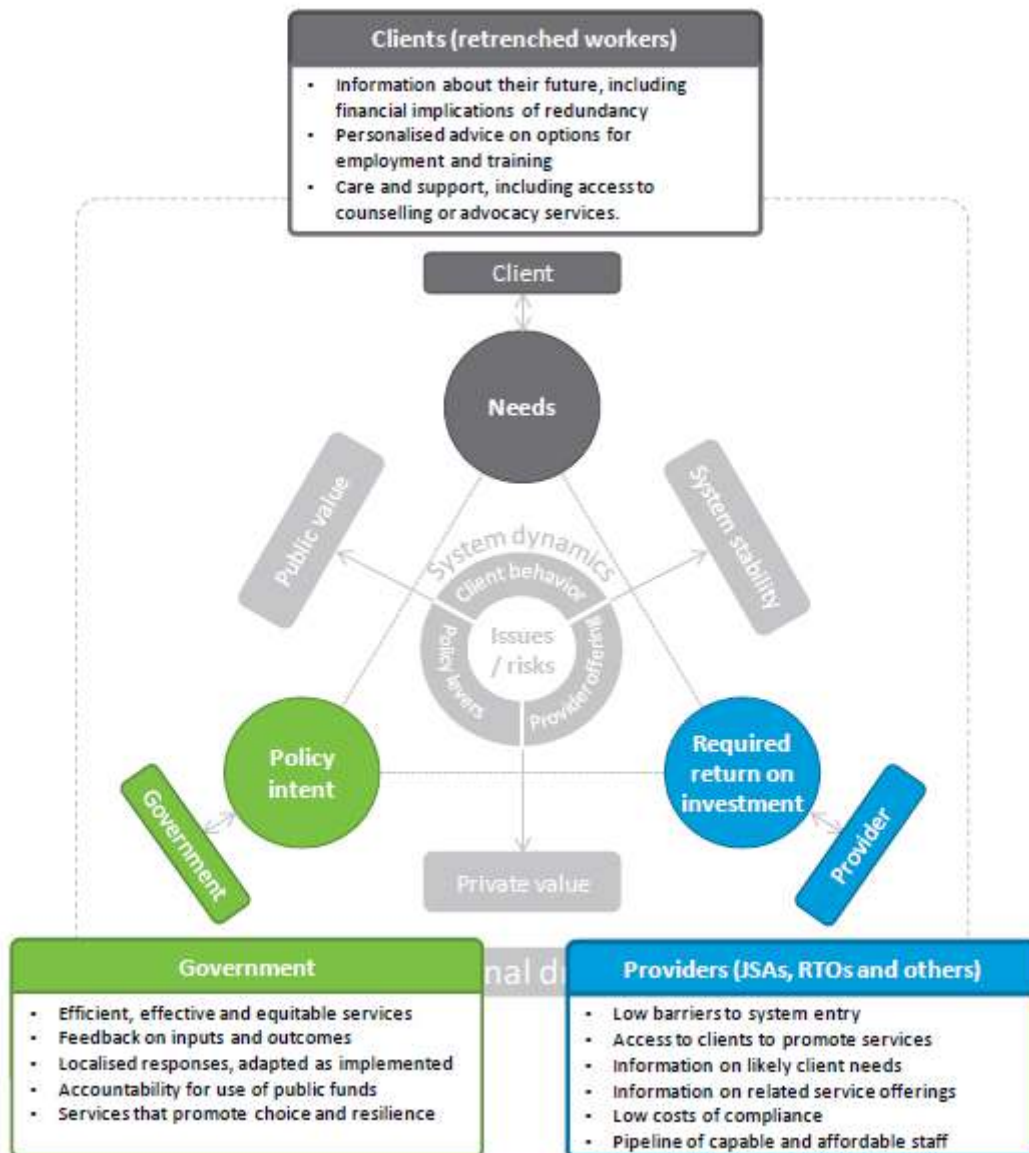 Clients (retrenched workers)
• Information about their future, including
financial implications of redundancy
• Personalised advice on options for
employment and training
• Care and support, including access to
counselling or advocacy services.
Client
Needs
Public value
System stability
System dynamics
Client behavior
Policy levers
Provider offering
Issues
/ risks
Policy
intent
Required
return on
investment
Government
Provider
Private value
Government
• Efficient, effective and equitable services
• Feedback on inputs and outcomes
• Localised responses, adapted as implemented
• Accountability for use of public funds
• Services that promote choice and resilience
Providers (JSAs, RTOs and others)
• Low barriers to system entry
• Access to clients to promote services
• Information on likely client needs
• Information on related service offerings
• Low costs of compliance
• Pipeline of capable and affordable staff